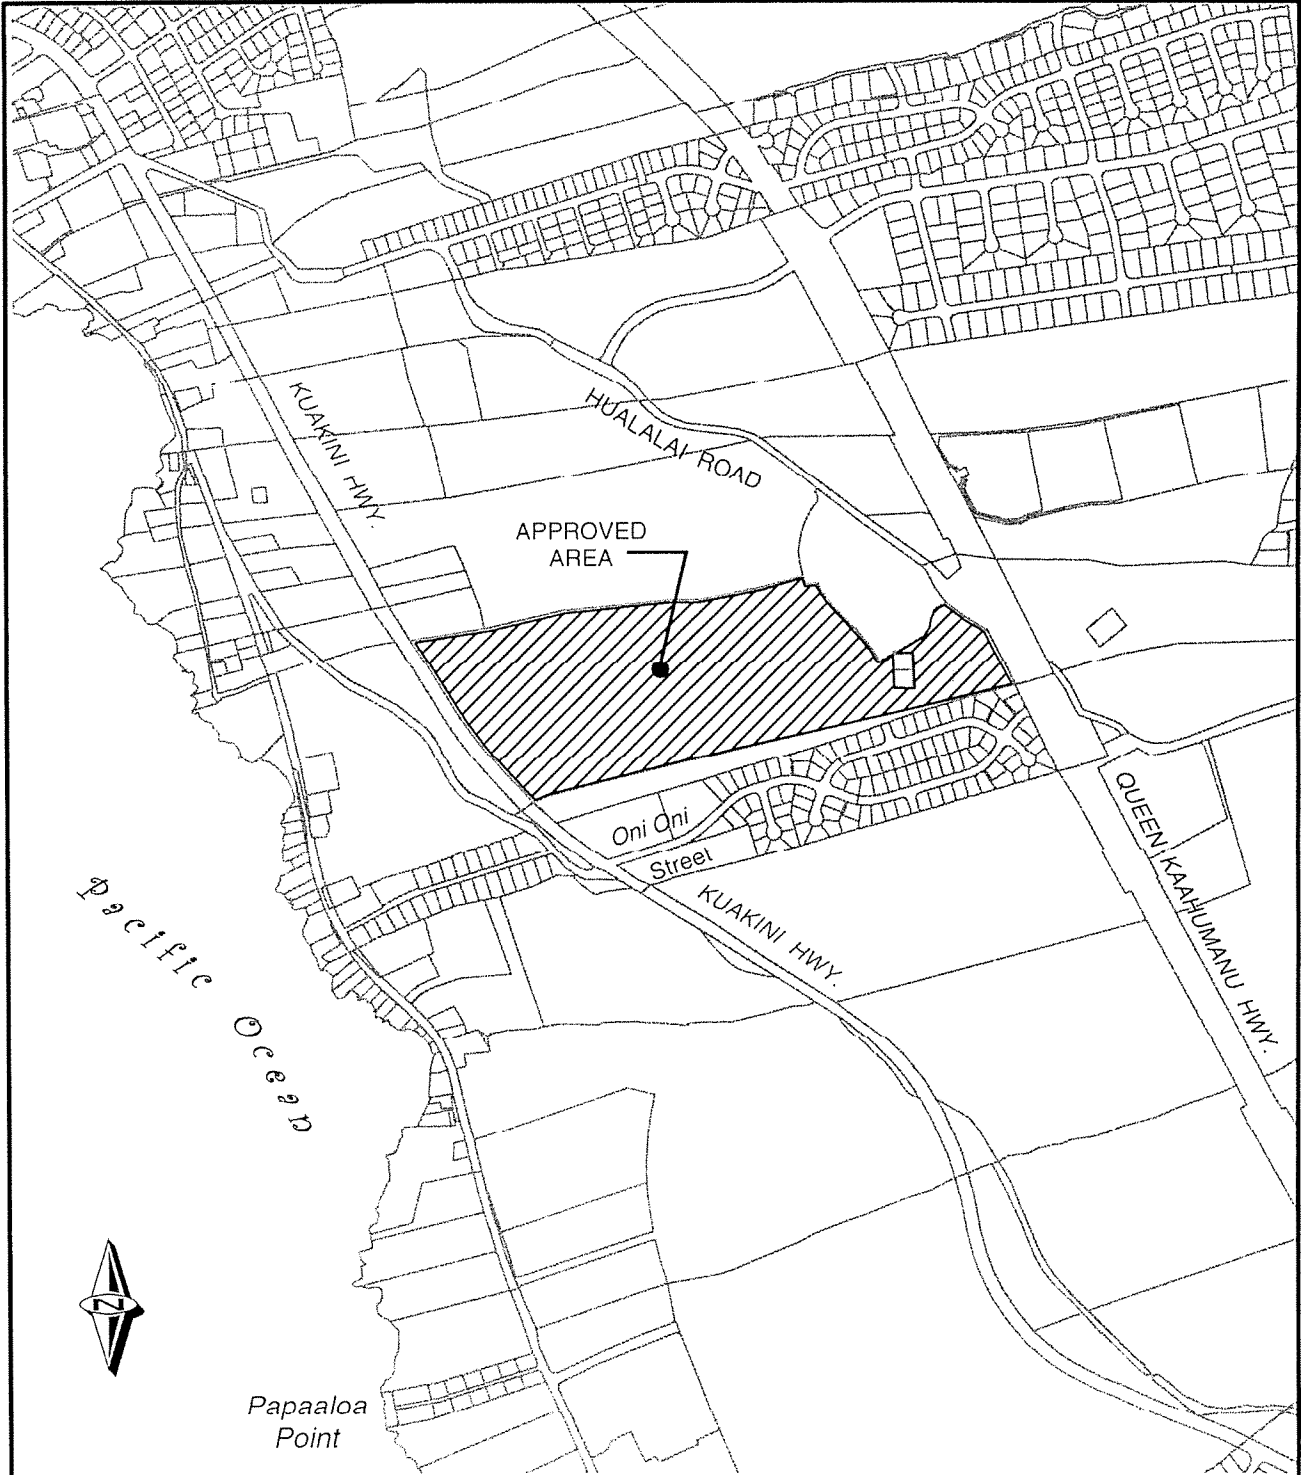 KUAKINI HWY.
HUALALAI ROAD
APPROVED
AREA
Oni Oni
Street
KUAKINI HWY.
QUEEN KAAHUMANU HWY.
Pacific Ocean
N
Papaaloa
Point